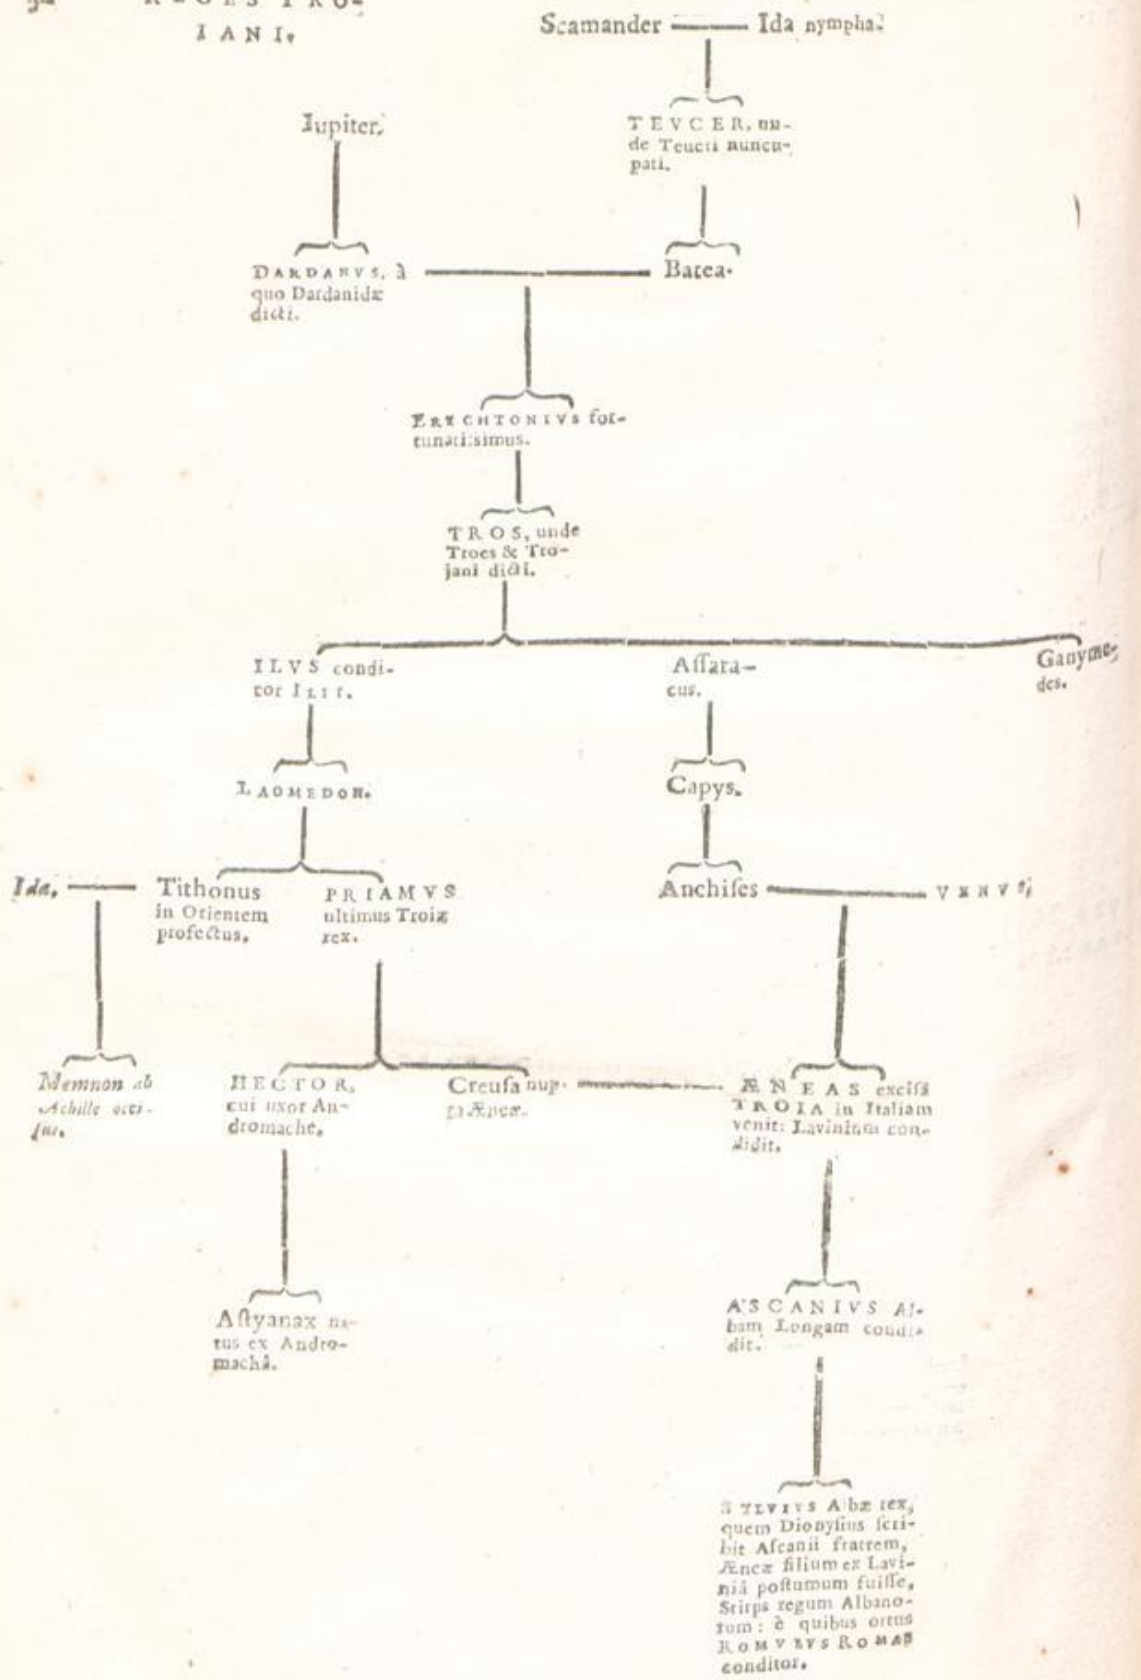 REGES TRO-
IANI.
Scamander Ida nympha.
Iupiter.
TEVCER, un-
de Teucri nuncu-
pati.
DARDANVS, à
quo Dardanidæ
dicti.
Batea.
ERICHTONIVS for-
tunatissimus.
TROS, unde
Troes & Tro-
jani dicti.
ILVS condi-
tor ILII.
Aſſara-
cus.
Ganyme-
des.
LAOMEDON.
Capys.
Ida.
Tithonus
in Orientem
profectus.
PRIAMVS
ultimus Troiæ
rex.
Anchiſes
VENVS,
Memnon ab
Achille occi-
ſus.
HECTOR,
cui uxor An-
dromache,
Creuſa nup-
ta Æneæ.
ÆNEAS exciſâ
TROIA in Italiam
venit: Lavinium con-
didit.
Aſtyanax na-
tus ex Andro-
machâ.
ASCANIVS Al-
bam Longam condi-
dit.
SYLVIVS Albæ rex,
quem Dionyſius ſcri-
bit Aſcanii fratrem,
Æneæ filium ex Lavi-
niâ poſtumum fuiſſe,
Stirps regum Albano-
rum: è quibus ortus
ROMVLVS ROMAE
conditor.